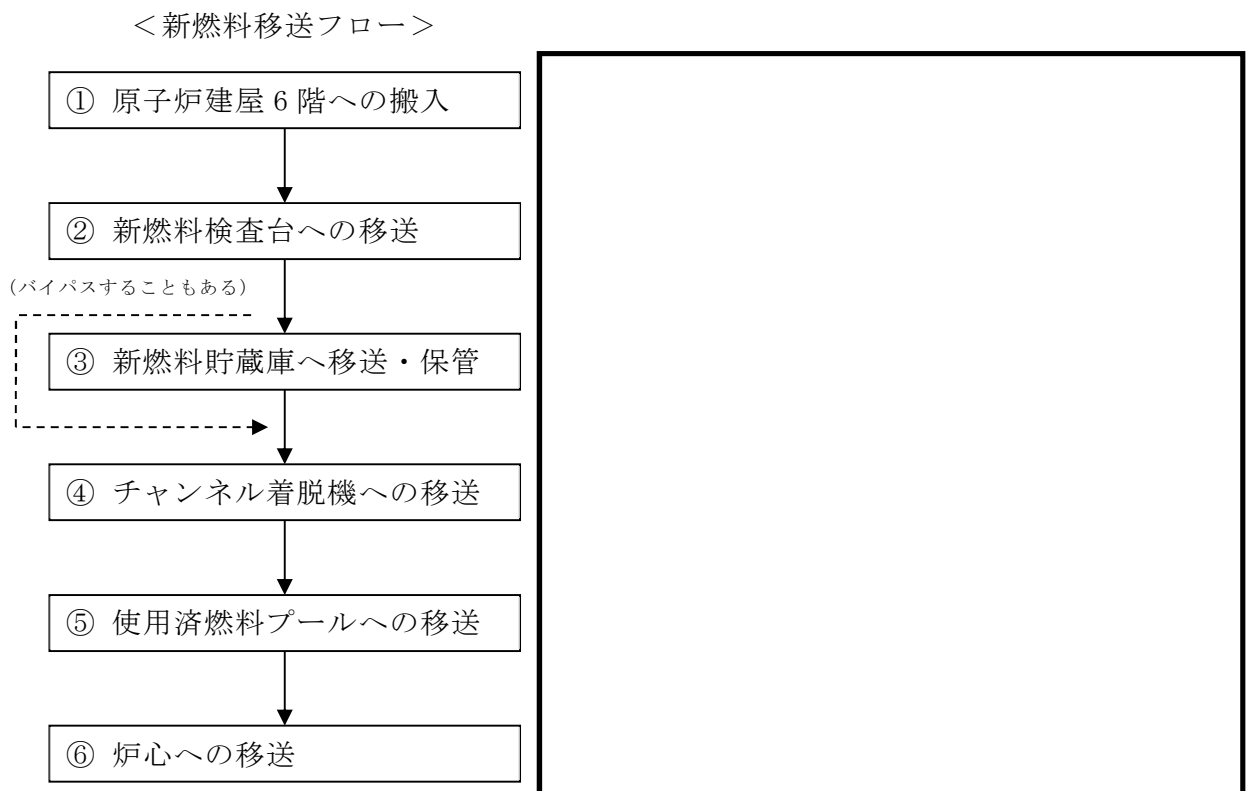 ＜新燃料移送フロー＞
① 原子炉建屋６階への搬入
② 新燃料検査台への移送
（バイパスすることもある）
③ 新燃料貯蔵庫へ移送・保管
④ チャンネル着脱機への移送
⑤ 使用済燃料プールへの移送
⑥ 炉心への移送